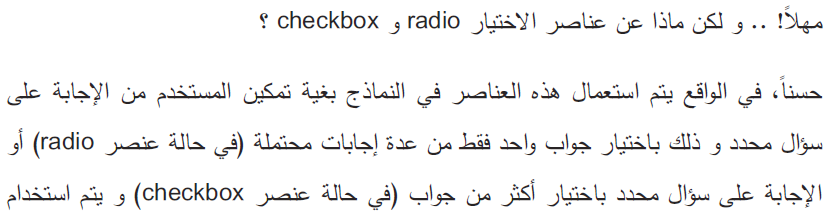 مهلاً! .. و لكن ماذا عن عناصر الاختيار radio و checkbox ؟
حسناً، في الواقع يتم استعمال هذه العناصر في النماذج بغية تمكين المستخدم من الإجابة على
سؤال محدد و ذلك باختيار جواب واحد فقط من عدة إجابات محتملة (في حالة عنصر radio) أو
الإجابة على سؤال محدد باختيار أكثر من جواب (في حالة عنصر checkbox) و يتم استخدام